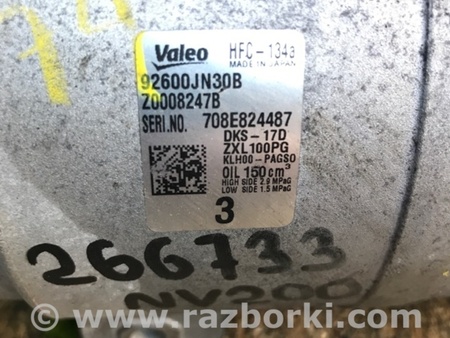 74
Valeo HFC-134a
MADE IN JAPAN
92600JN30B
Z0008247B
SERI.NO. 708E824487
DKS-17D
ZXL100PG
KLH00-PAGSO
OIL 150cm³
HIGH SIDE 2.9 MPaG
LOW SIDE 1.5 MPaG
3
266733
NV200
www.razborki.com